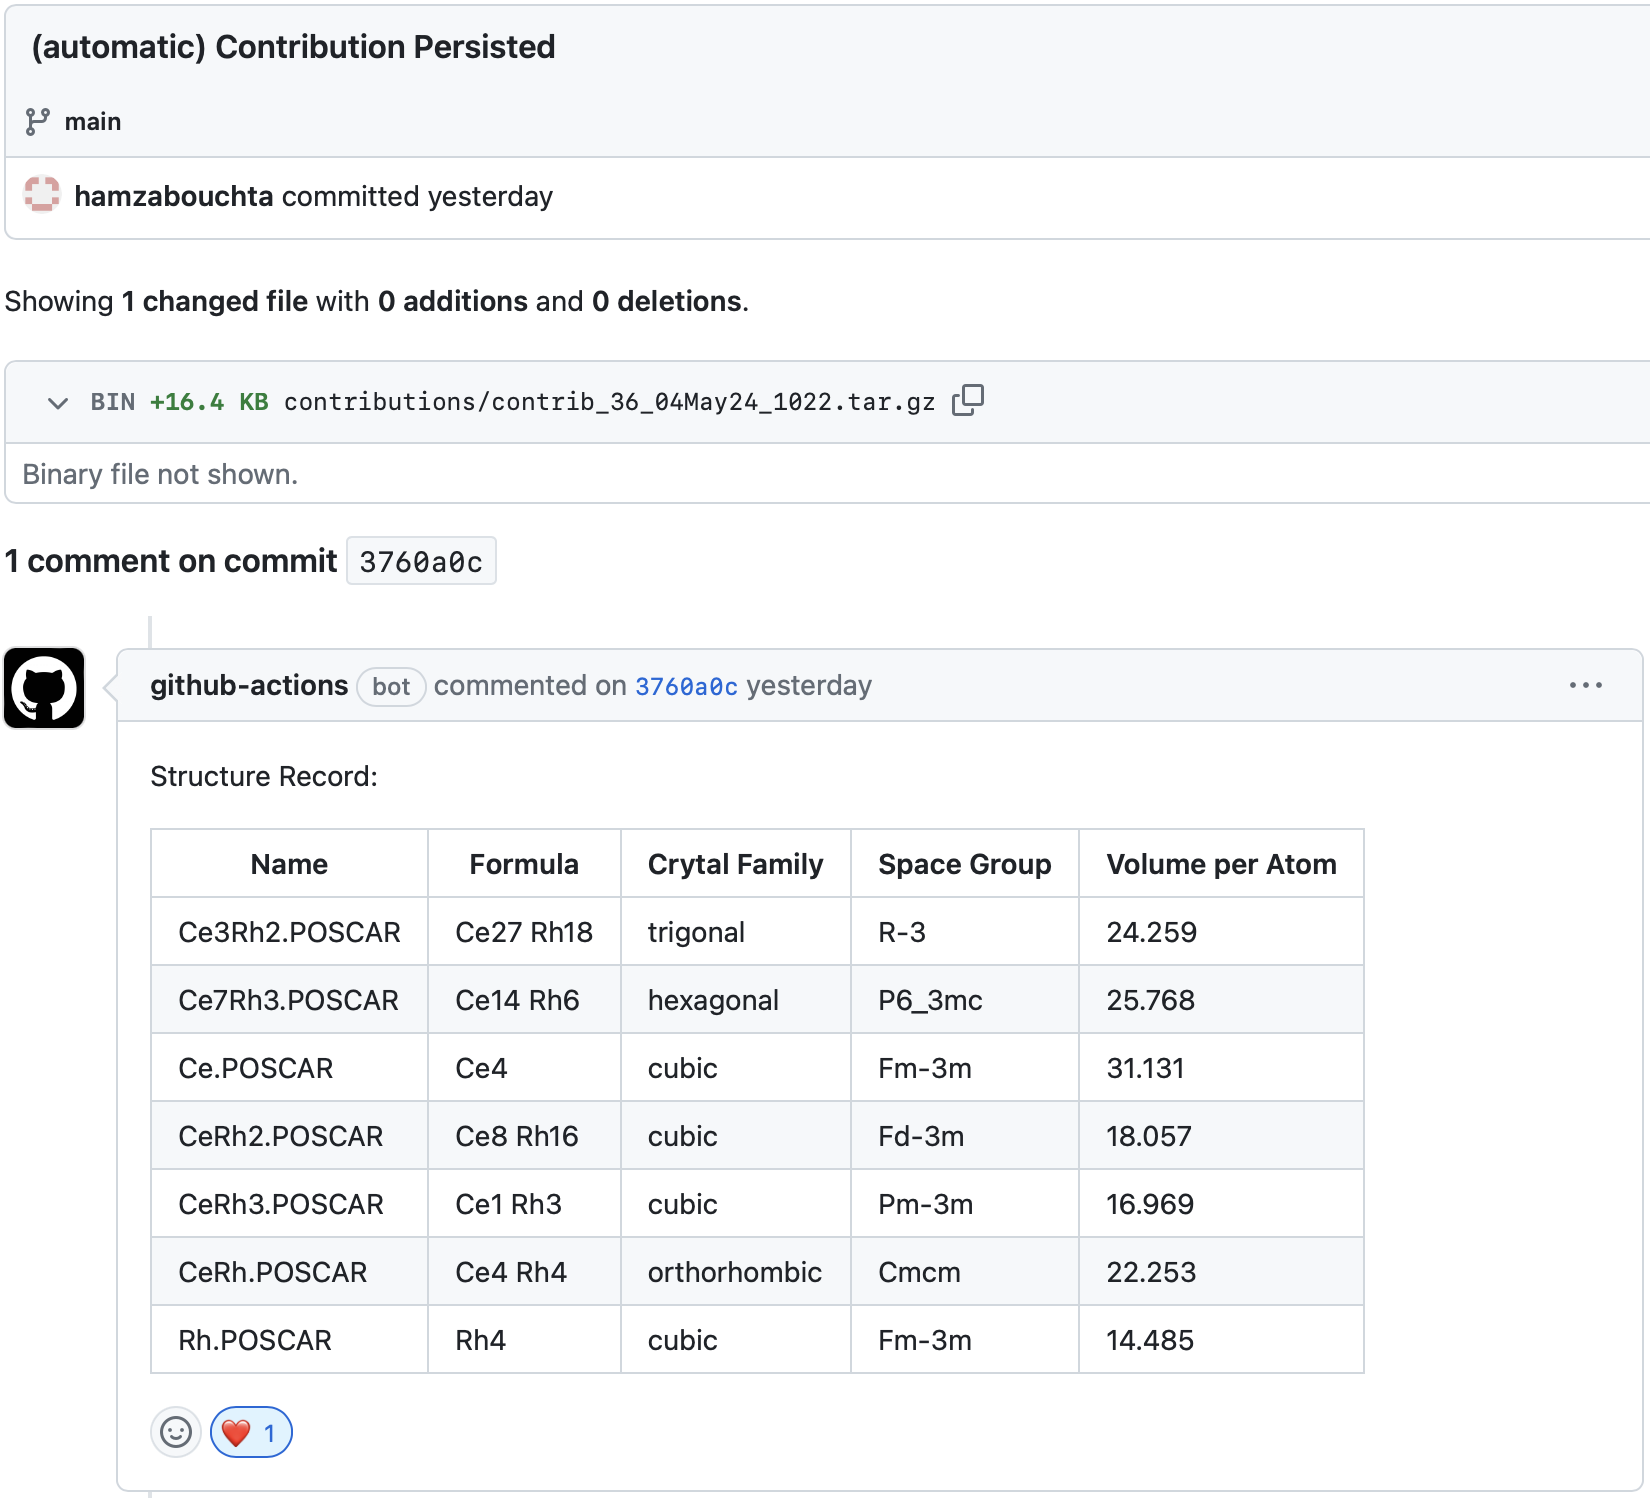 (automatic) Contribution Persisted
main
hamzabouchta committed yesterday
Showing 1 changed file with 0 additions and 0 deletions.
BIN +16.4 KB contributions/contrib_36_04May24_1022.tar.gz
Binary file not shown.
1 comment on commit 3760a0c
github-actions bot commented on 3760a0c yesterday
Structure Record:
Name Formula Crytal Family Space Group Volume per Atom
Ce3Rh2.POSCAR Ce27 Rh18 trigonal R-3 24.259
Ce7Rh3.POSCAR Ce14 Rh6 hexagonal P6_3mc 25.768
Ce.POSCAR Ce4 cubic Fm-3m 31.131
CeRh2.POSCAR Ce8 Rh16 cubic Fd-3m 18.057
CeRh3.POSCAR Ce1 Rh3 cubic Pm-3m 16.969
CeRh.POSCAR Ce4 Rh4 orthorhombic Cmcm 22.253
Rh.POSCAR Rh4 cubic Fm-3m 14.485
1